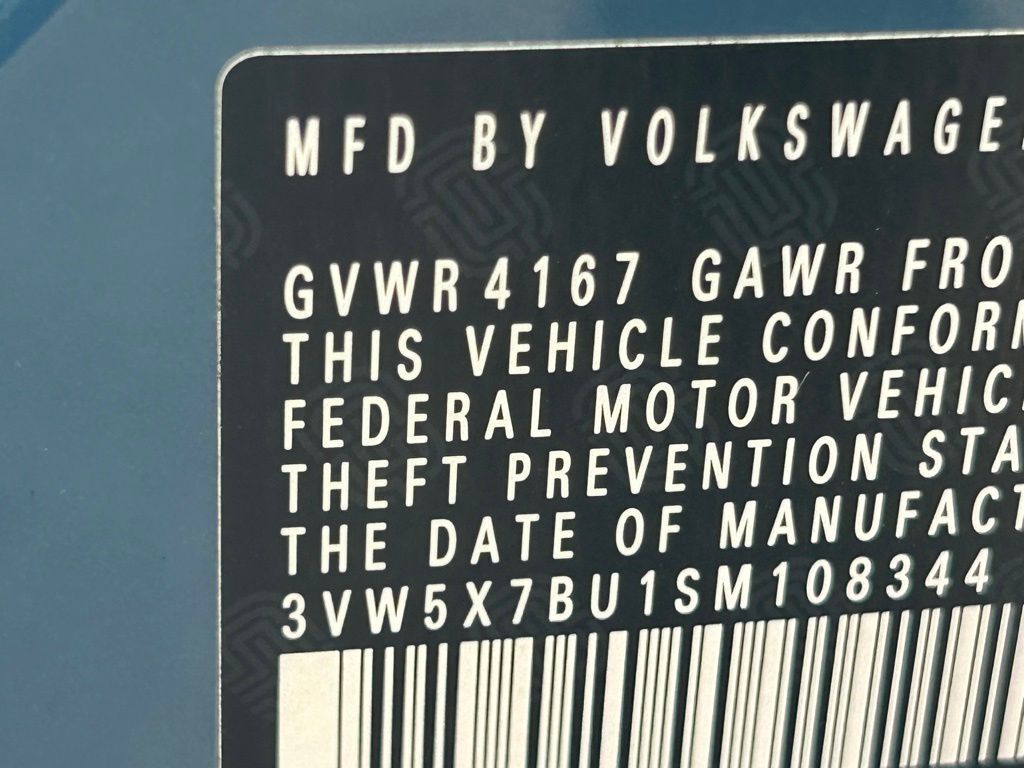 MFD BY VOLKSWAGE
GVWR 4167 GAWR FRO
THIS VEHICLE CONFOR
FEDERAL MOTOR VEHIC
THEFT PREVENTION STA
THE DATE OF MANUFACT
3VW5X7BU1SM108344